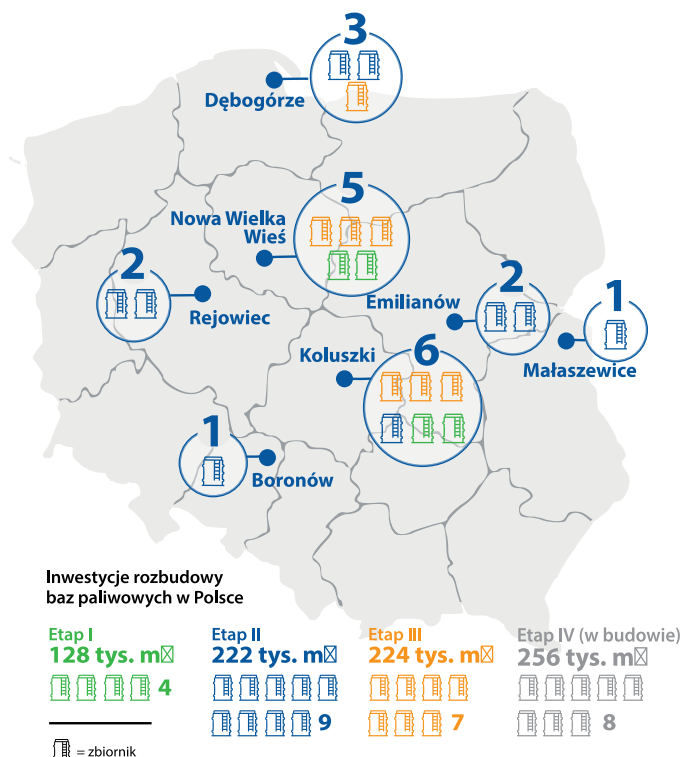 3
Dębogórze
5
Nowa Wielka
Wieś
2
Rejowiec
Emilianów
2
1
Małaszewice
Koluszki
6
1
Boronów
Inwestycje rozbudowy
baz paliwowych w Polsce
Etap I
128 tys. m
4
Etap II
222 tys. m
9
Etap III
224 tys. m
7
Etap IV (w budowie)
256 tys. m
8
= zbiornik